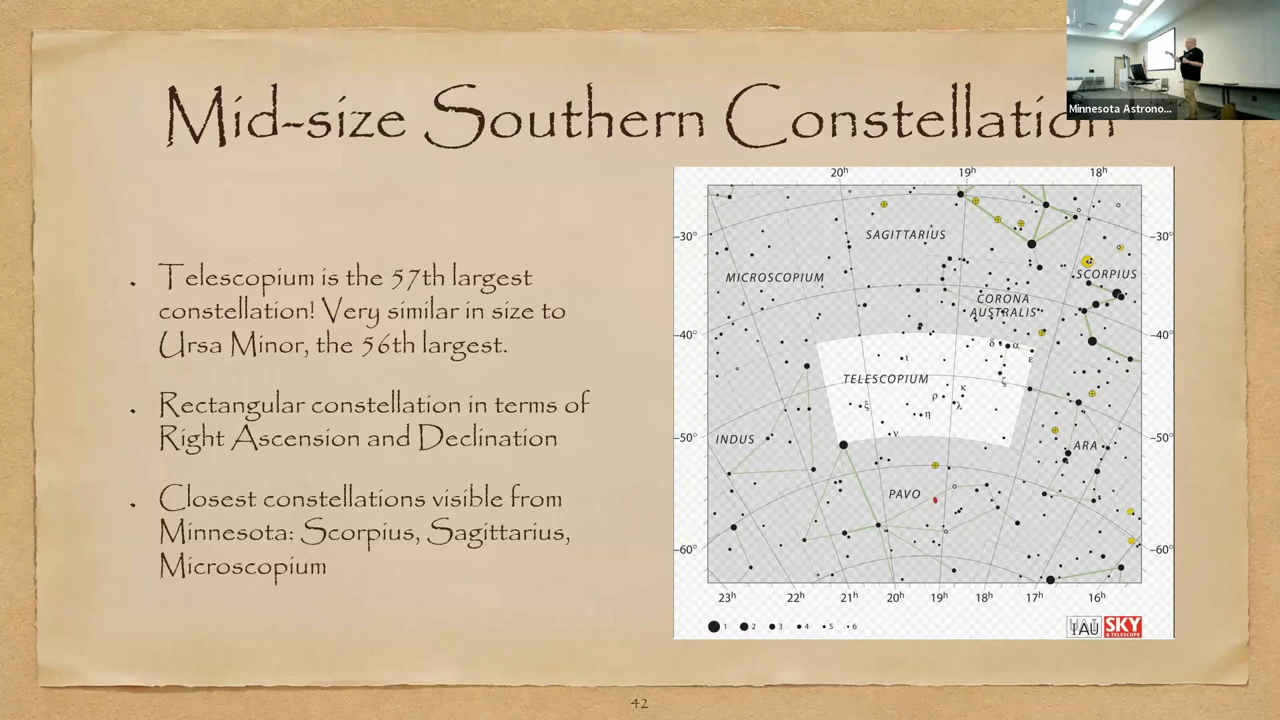 Mid-size Southern Constellation
Minnesota Astrono...
. Telescopium is the 57th largest
constellation! Very similar in size to
Ursa Minor, the 56th largest.
. Rectangular constellation in terms of
Right Ascension and Declination
. Closest constellations visible from
Minnesota: Scorpius, Sagittarius,
Microscopium
20h 19h 18h
-30° SAGITTARIUS -30°
MICROSCOPIUM SCORPIUS
CORONA
AUSTRALIS
-40° -40°
δ α
ι ε
TELESCOPIUM ζ
κ
ρ
ξ λ
η
ν
-50° INDUS ARA -50°
PAVO
-60° -60°
23h 22h 21h 20h 19h 18h 17h 16h
1 2 3 4 5 6
IAU SKY
& TELESCOPE
42